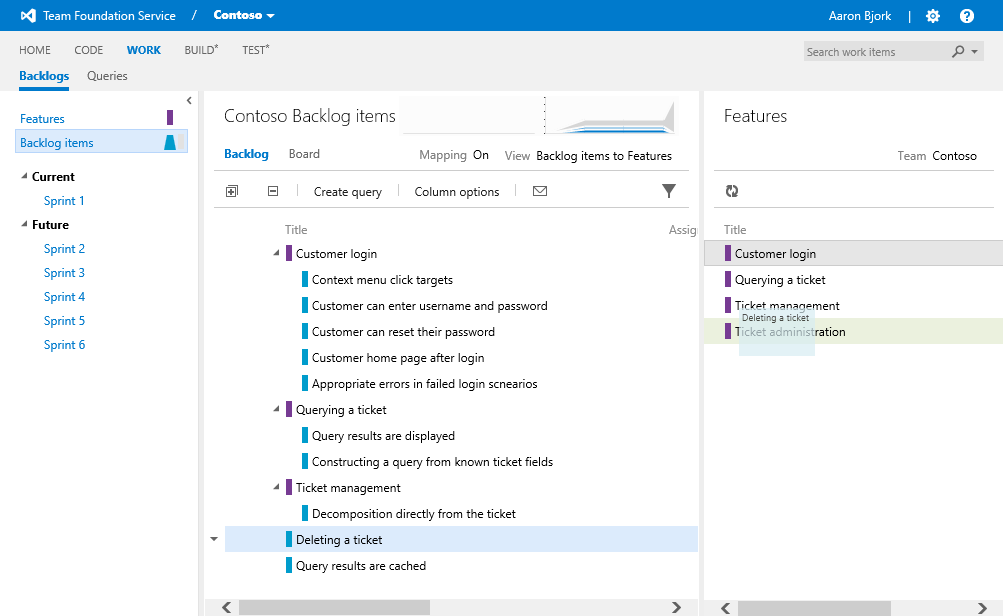 Team Foundation Service / Contoso
Aaron Bjork | ?
HOME CODE WORK BUILD* TEST*
Search work items
Backlogs Queries
Features
Backlog items
Current
Sprint 1
Future
Sprint 2
Sprint 3
Sprint 4
Sprint 5
Sprint 6
Contoso Backlog items
Backlog Board Mapping On View Backlog items to Features
Create query Column options
Title Assig
Customer login
Context menu click targets
Customer can enter username and password
Customer can reset their password
Customer home page after login
Appropriate errors in failed login scnearios
Querying a ticket
Query results are displayed
Constructing a query from known ticket fields
Ticket management
Decomposition directly from the ticket
Deleting a ticket
Query results are cached
Features
Team Contoso
Title
Customer login
Querying a ticket
Ticket management
Deleting a ticket
Ticket administration